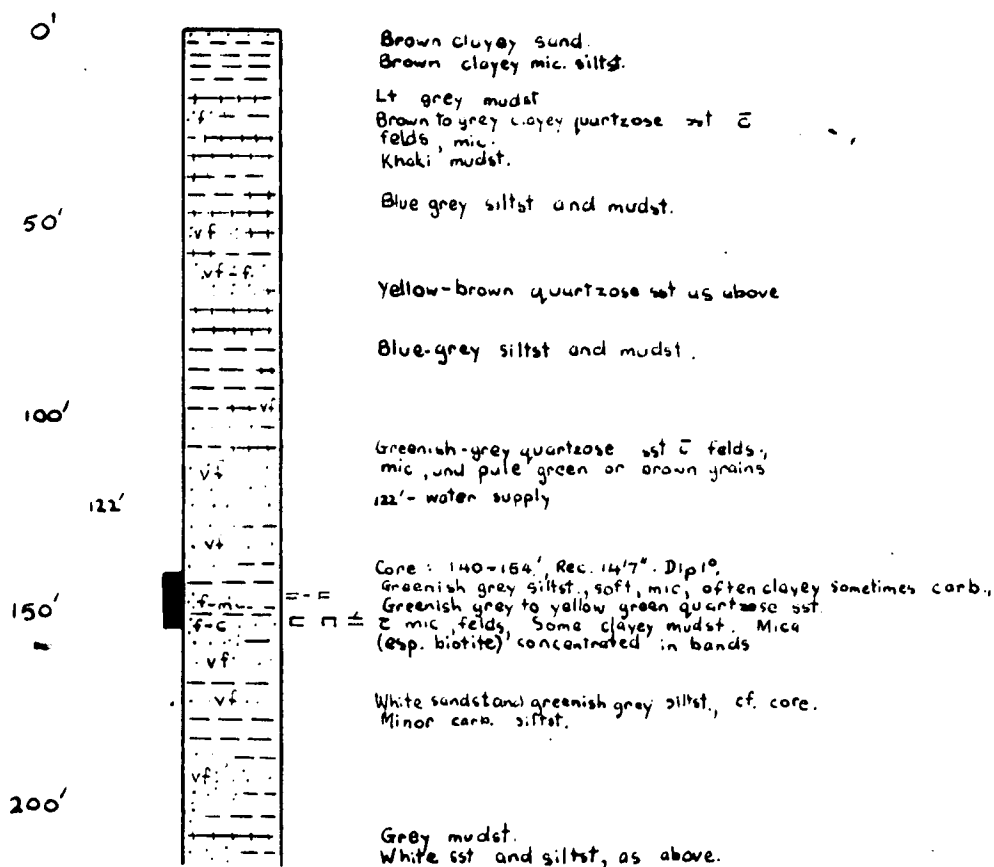 0'
Brown clayey sand.
Brown clayey mic. siltst.
Lt grey mudst
Brown to grey clayey quartzose sst c̄
f
felds, mic.
Khaki mudst.
Blue grey siltst and mudst.
50'
vf
vf-f
Yellow-brown quartzose sst as above
Blue-grey siltst and mudst.
100'
vf
Greenish-grey quartzose sst c̄ felds.,
mic, and pale green or brown grains
vf
122'
122'- water supply
vf
Core: 140-154', Rec. 14'7". Dip 1°.
Greenish grey siltst., soft, mic, often clayey sometimes carb.,
f-m
150'
Greenish grey to yellow green quartzose sst.
f-c
c̄ mic, felds, Some clayey mudst. Mica
(esp. biotite) concentrated in bands
vf
vf
White sandst and greenish grey siltst., cf. core.
Minor carb. siltst.
vf
200'
Grey mudst.
White sst and siltst, as above.